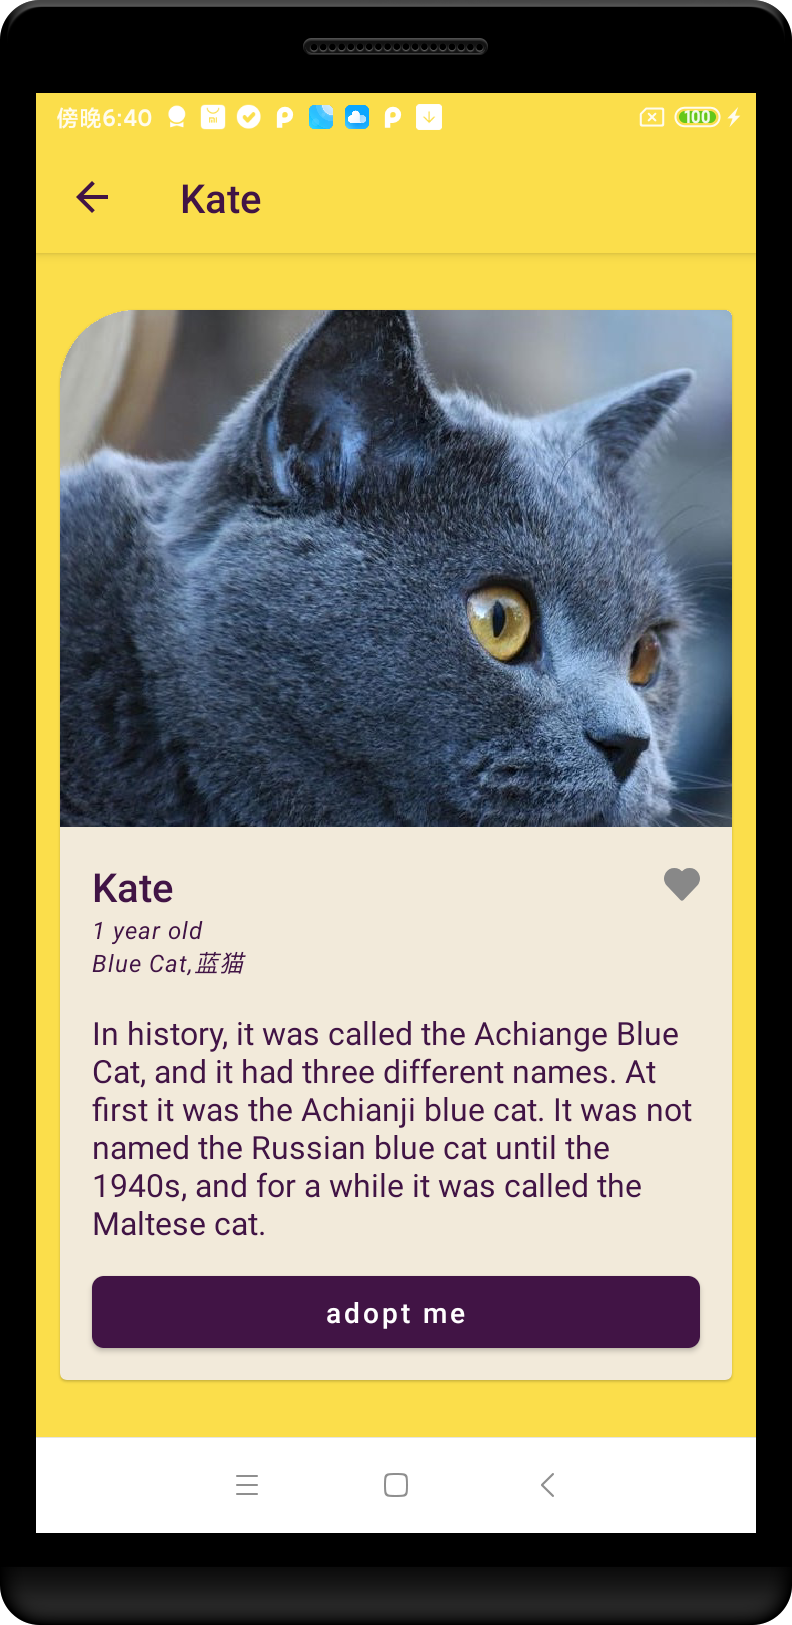 傍晚6:40
100
Kate
Kate
1 year old
Blue Cat,蓝猫
In history, it was called the Achiange Blue
Cat, and it had three different names. At
first it was the Achianji blue cat. It was not
named the Russian blue cat until the
1940s, and for a while it was called the
Maltese cat.
adopt me